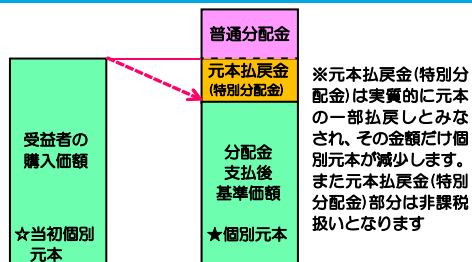 普通分配金
元本払戻金
(特別分配金)
受益者の
購入価額
☆当初個別
元本
分配金
支払後
基準価額
★個別元本
※元本払戻金(特別分
配金)は実質的に元本
の一部払戻しとみな
され、その金額だけ個
別元本が減少します。
また元本払戻金(特別
分配金)部分は非課税
扱いとなります